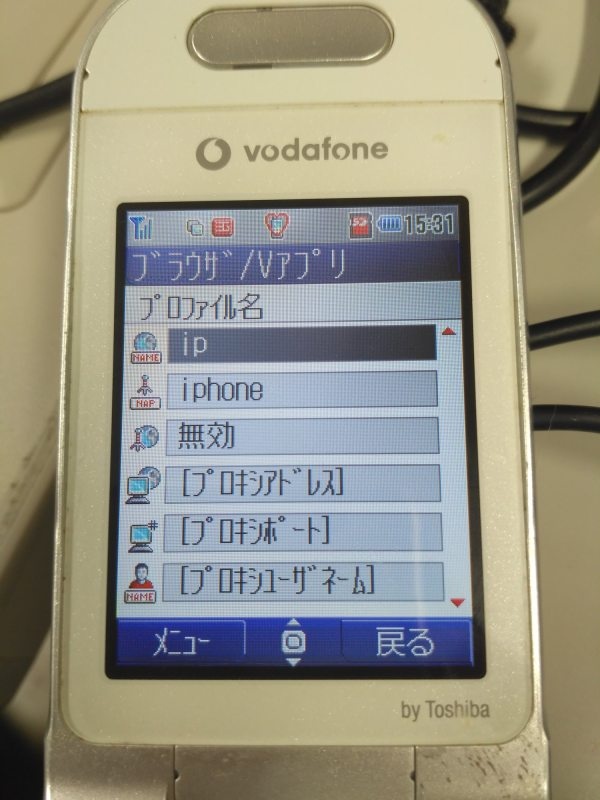 vodafone
15:31
ブラウザ/Vアプリ
プロファイル名
NAME
ip
NAP
iphone
無効
[プロキシアドレス]
[プロキシポート]
NAME
[プロキシユーザネーム]
メニュー
戻る
by Toshiba